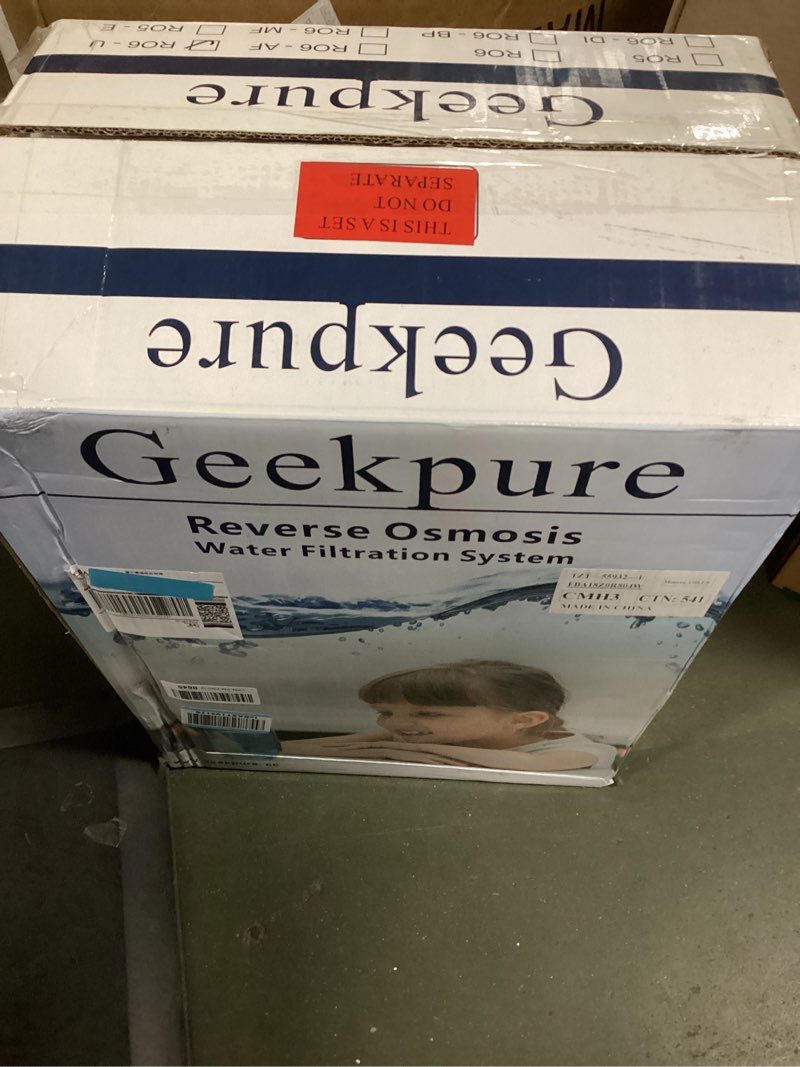 RO5
RO6
RO6 - AF
RO6 - U
RO6 - DI
RO6 - BP
RO6 - MF
RO5 - E
Geekpure
THIS IS A SET
DO NOT
SEPARATE
Geekpure
Geekpure
Reverse Osmosis
Water Filtration System
CMH3 CTN: 541
MADE IN CHINA